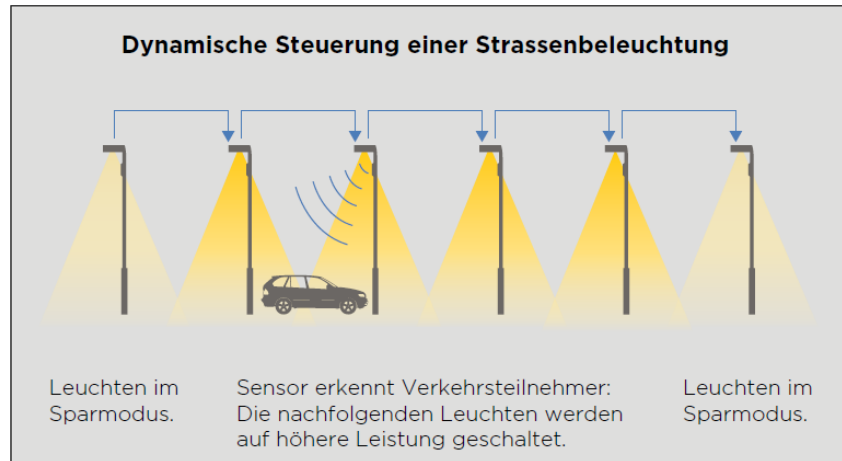 Dynamische Steuerung einer Strassenbeleuchtung
Leuchten im
Sparmodus.
Sensor erkennt Verkehrsteilnehmer:
Die nachfolgenden Leuchten werden
auf höhere Leistung geschaltet.
Leuchten im
Sparmodus.